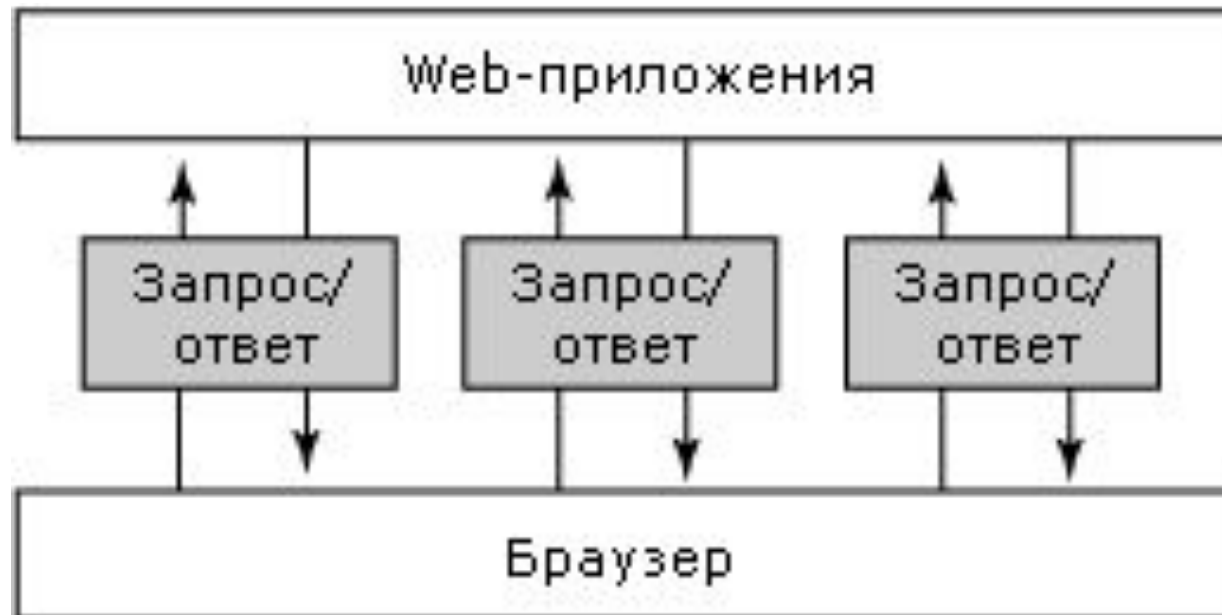 Web-приложения
Запрос/
ответ
Запрос/
ответ
Запрос/
ответ
Браузер